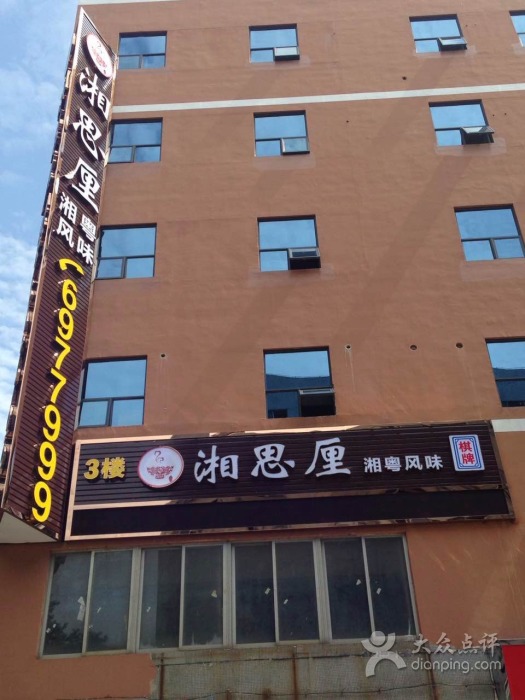 湘思厘
湘粤
风味
6977999
3楼
湘思厘
湘粤风味
棋牌
大众点评
dianping.com